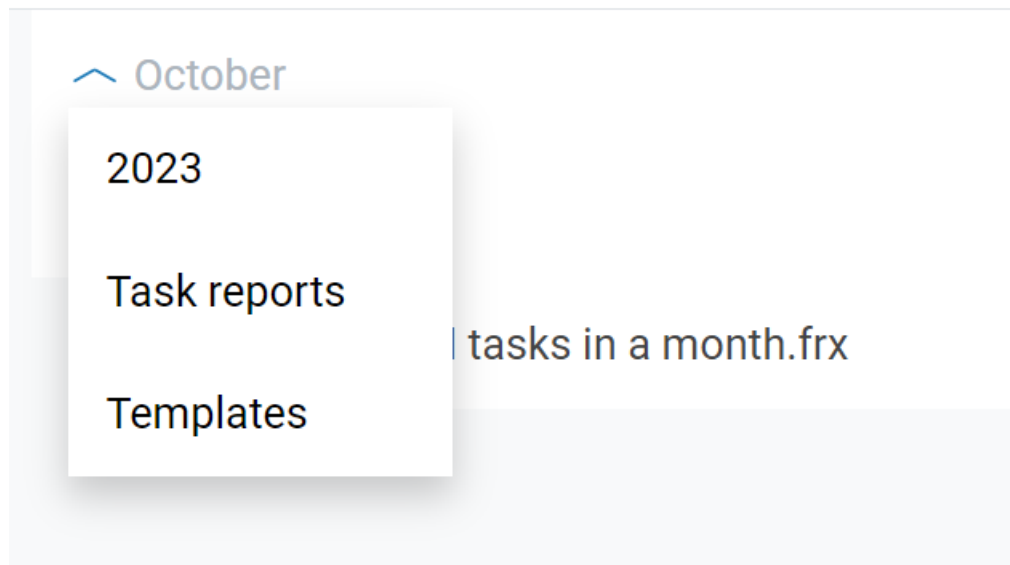 October
2023
Task reports
tasks in a month.frx
Templates